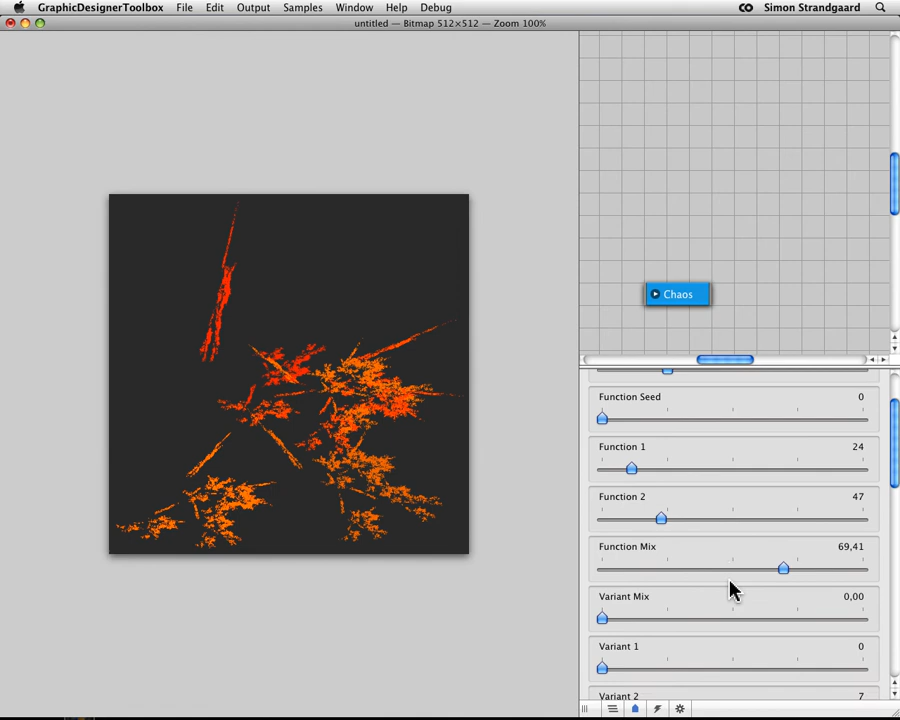 GraphicDesignerToolbox File Edit Output Samples Window Help Debug Simon Strandgaard
untitled — Bitmap 512×512 — Zoom 100%
Chaos
Function Seed 0
Function 1 24
Function 2 47
Function Mix 69,41
Variant Mix 0,00
Variant 1 0
Variant 2 7